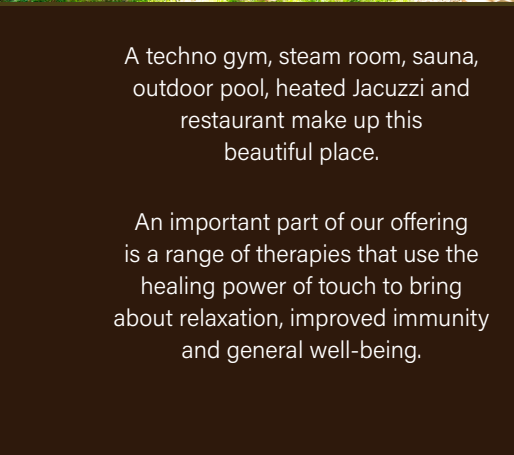 A techno gym, steam room, sauna,
outdoor pool, heated Jacuzzi and
restaurant make up this
beautiful place.
An important part of our offering
is a range of therapies that use the
healing power of touch to bring
about relaxation, improved immunity
and general well-being.